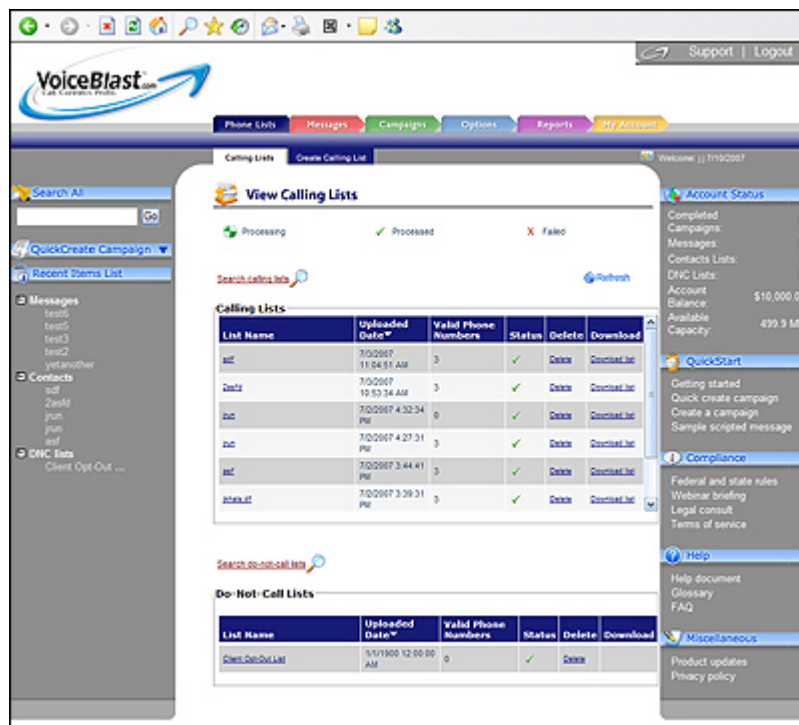 Support | Logout
VoiceBlast.com
Call. Connect. Profit.
Phone Lists Messages Campaigns Options Reports My Account
Calling Lists Create Calling List
Welcome: jj 7/10/2007
Search All
Go
QuickCreate Campaign
Recent Items List
Messages
test6
test5
test3
test2
yetanother
Contacts
sdf
2asfd
jrun
jrun
asf
DNC lists
Client Opt-Out ...
View Calling Lists
Processing Processed X Failed
Search calling lists Refresh
Calling Lists
List Name Uploaded Date Valid Phone Numbers Status Delete Download
7/3/2007 11:04:51 AM 3 Delete Download list
2asfd 7/3/2007 10:53:34 AM 3 Delete Download list
jrun 7/2/2007 4:32:34 PM 0 Delete Download list
jrun 7/2/2007 4:27:31 PM 3 Delete Download list
asf 7/2/2007 3:44:41 PM 3 Delete Download list
7/2/2007 3:39:31 PM 3 Delete Download list
Search do-not-call lists
Do-Not-Call Lists
List Name Uploaded Date Valid Phone Numbers Status Delete Download
Client Opt-Out List 1/1/1900 12:00:00 AM 0 Delete
Account Status
Completed
Campaigns:
Messages:
Contacts Lists:
DNC Lists:
Account
Balance: $10,000.0
Available
Capacity: 499.9 M
QuickStart
Getting started
Quick create campaign
Create a campaign
Sample scripted message
Compliance
Federal and state rules
Webinar briefing
Legal consult
Terms of service
Help
Help document
Glossary
FAQ
Miscellaneous
Product updates
Privacy policy